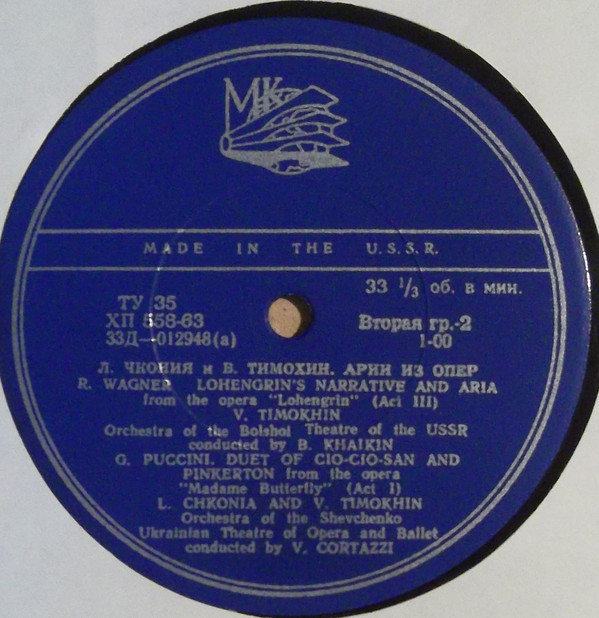 МК
MADE IN THE U.S.S.R.
33 1/3 об. в мин.
ТУ 35
ХП 558-63
33Д—012948(а)
Вторая гр.-2
1-00
Л. ЧКОНИЯ и В. ТИМОХИН. АРИИ ИЗ ОПЕР
R. WAGNER LOHENGRIN'S NARRATIVE AND ARIA
from the opera "Lohengrin" (Act III)
V. TIMOKHIN
Orchestra of the Bolshoi Theatre of the USSR
conducted by B. KHAIKIN
G. PUCCINI. DUET OF CIO-CIO-SAN AND
PINKERTON from the opera
"Madame Butterfly" (Act I)
L. CHKONIA AND V. TIMOKHIN
Orchestra of the Shevchenko
Ukrainian Theatre of Opera and Ballet
conducted by V. CORTAZZI